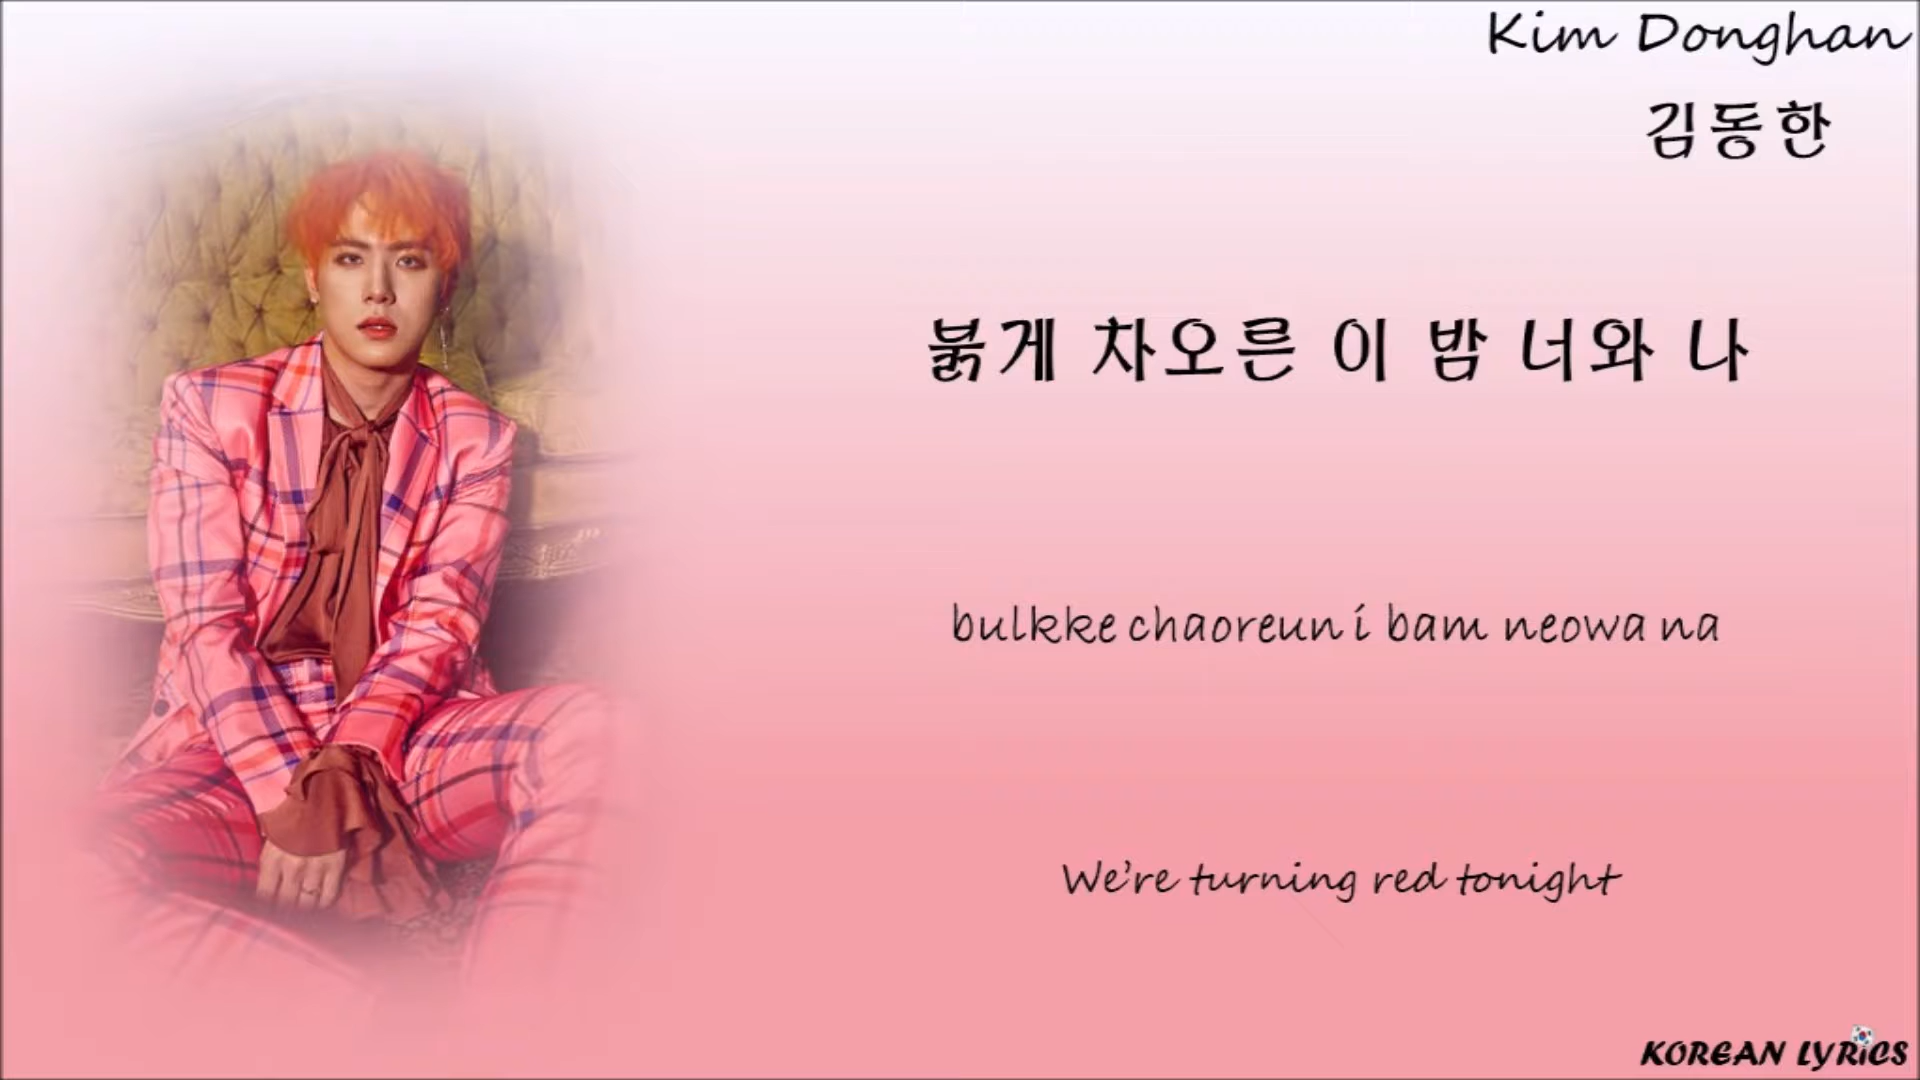 Kim Donghan
김동한
붉게 차오른 이 밤 너와 나
bulkke chaoreun i bam neowa na
We're turning red tonight
KOREAN LYRiCS